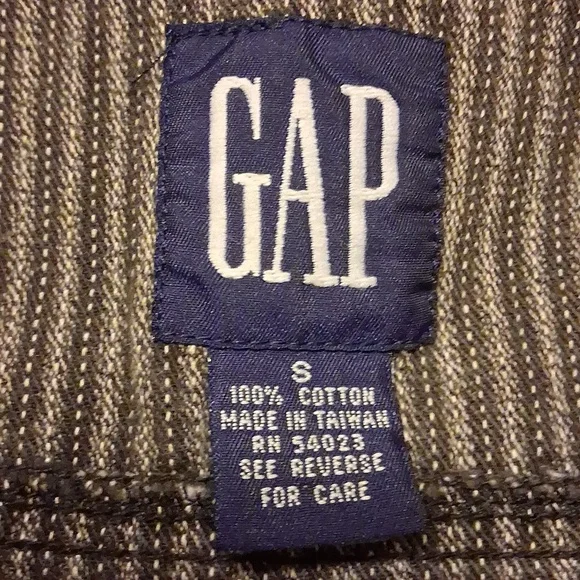 GAP
S
100% COTTON
MADE IN TAIWAN
RN 54023
SEE REVERSE
FOR CARE